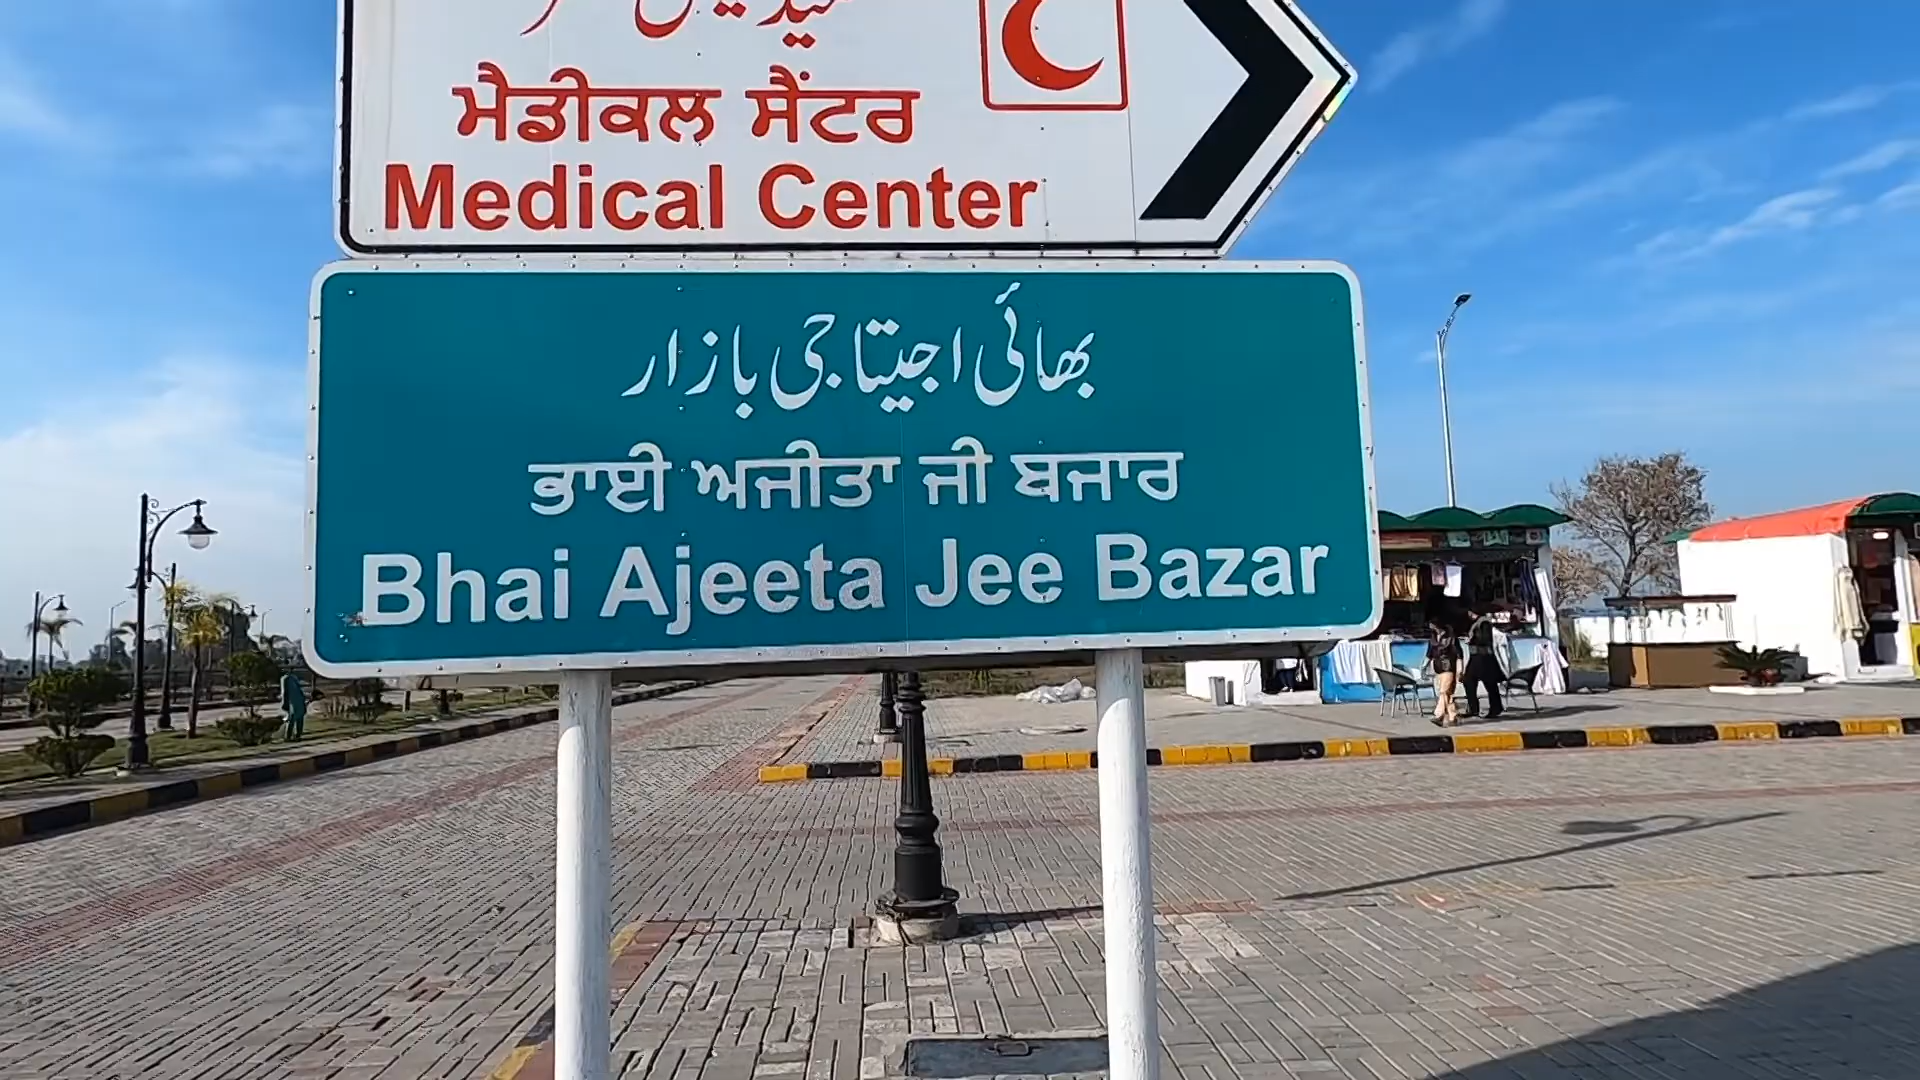 ਮੈਡੀਕਲ ਸੈਂਟਰ
Medical Center
بھائی اجیتا جی بازار
ਭਾਈ ਅਜੀਤਾ ਜੀ ਬਜਾਰ
Bhai Ajeeta Jee Bazar